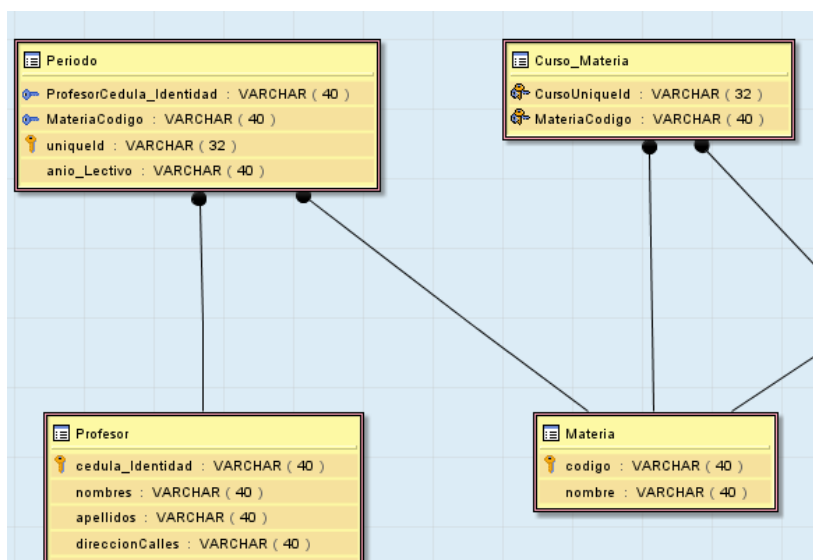 Periodo
ProfesorCedula_Identidad : VARCHAR ( 40 )
MateriaCodigo : VARCHAR ( 40 )
uniqueId : VARCHAR ( 32 )
anio_Lectivo : VARCHAR ( 40 )
Curso_Materia
CursoUniqueId : VARCHAR ( 32 )
MateriaCodigo : VARCHAR ( 40 )
Profesor
cedula_Identidad : VARCHAR ( 40 )
nombres : VARCHAR ( 40 )
apellidos : VARCHAR ( 40 )
direccionCalles : VARCHAR ( 40 )
Materia
codigo : VARCHAR ( 40 )
nombre : VARCHAR ( 40 )